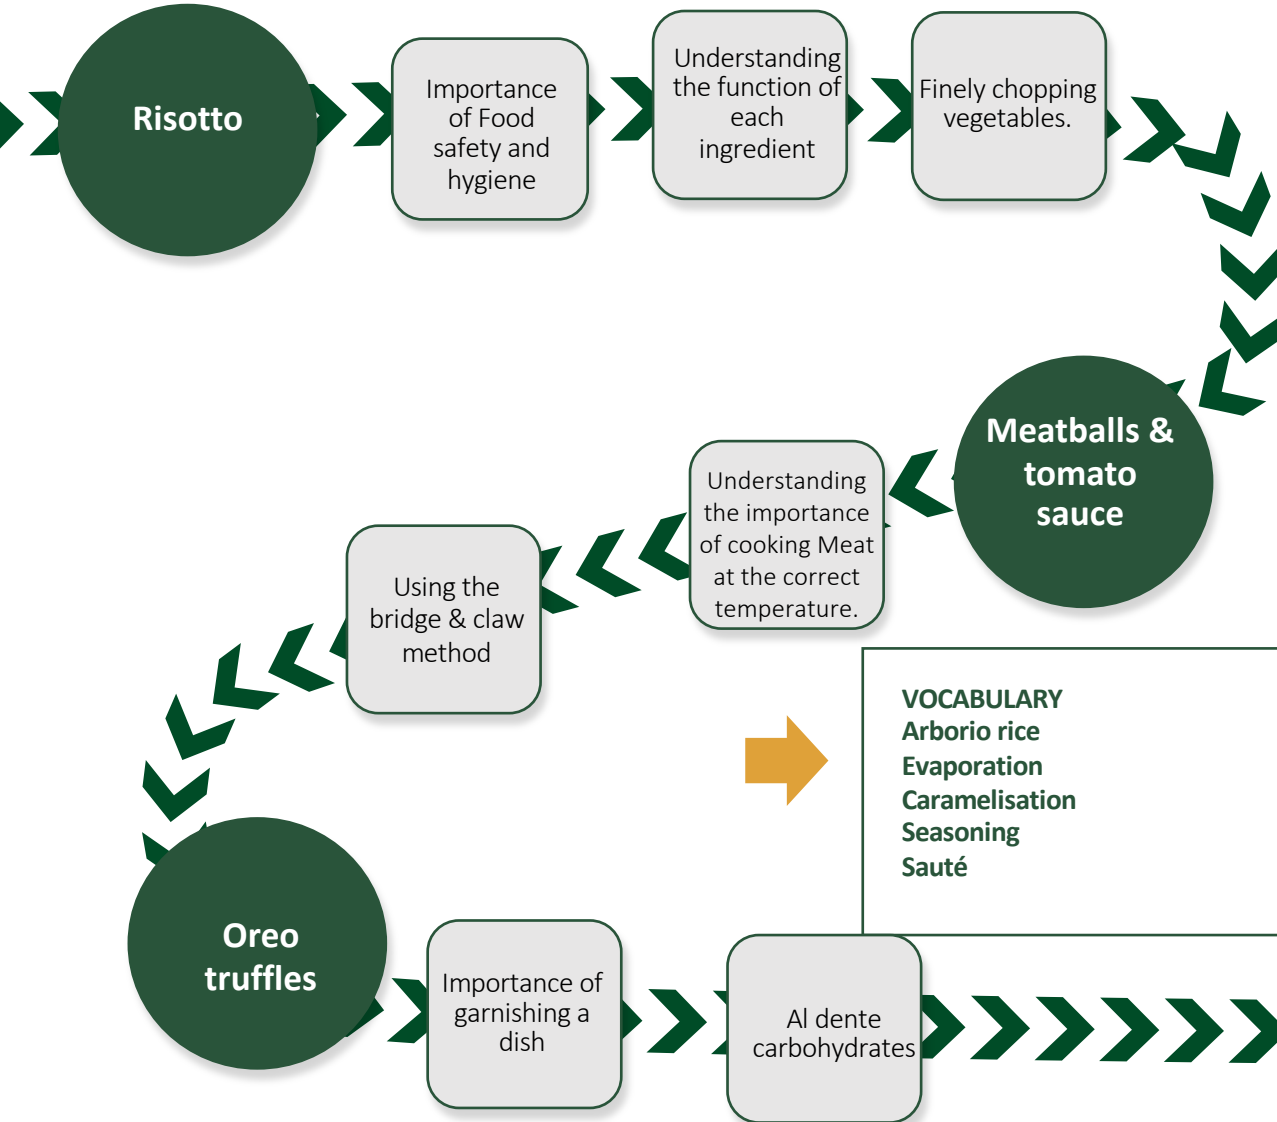 Risotto
Importance
of Food
safety and
hygiene
Understanding
the function of
each
ingredient
Finely chopping
vegetables.
Meatballs &
tomato
sauce
Understanding
the importance
of cooking Meat
at the correct
temperature.
Using the
bridge & claw
method
VOCABULARY
Arborio rice
Evaporation
Caramelisation
Seasoning
Sauté
Oreo
truffles
Importance of
garnishing a
dish
Al dente
carbohydrates